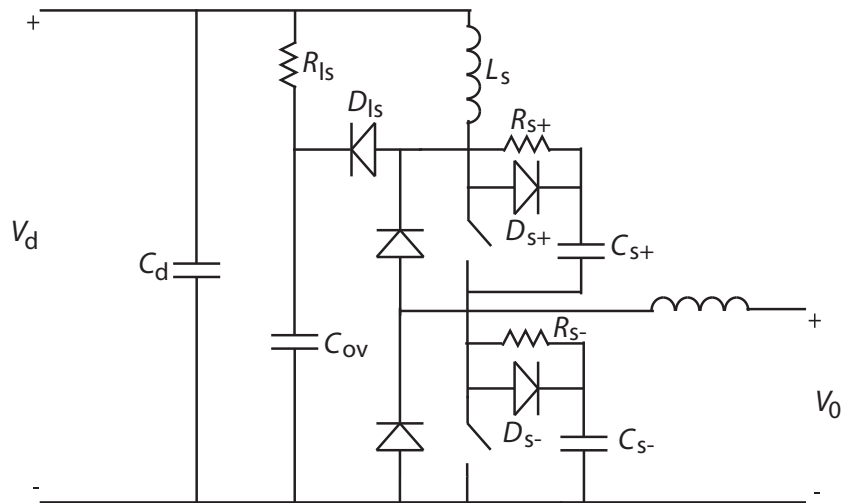 +
R_ls
L_s
D_ls
R_s+
V_d
D_s+
C_s+
C_d
+
R_s-
C_ov
V_0
D_s-
C_s-
-
-